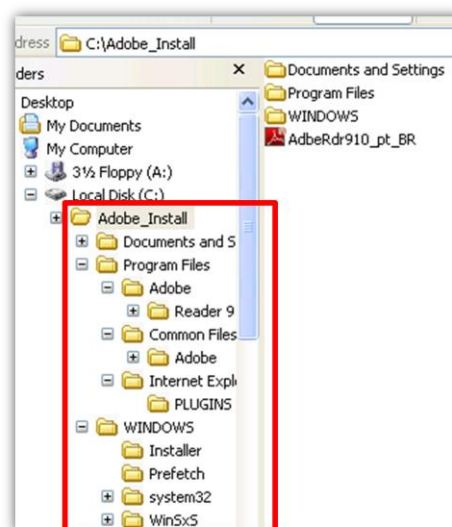 dress C:\Adobe_Install
ders
Desktop
My Documents
My Computer
3½ Floppy (A:)
Local Disk (C:)
Adobe_Install
Documents and S
Program Files
Adobe
Reader 9
Common Files
Adobe
Internet Expl
PLUGINS
WINDOWS
Installer
Prefetch
system32
WinSxS
Documents and Settings
Program Files
WINDOWS
AdbeRdr910_pt_BR